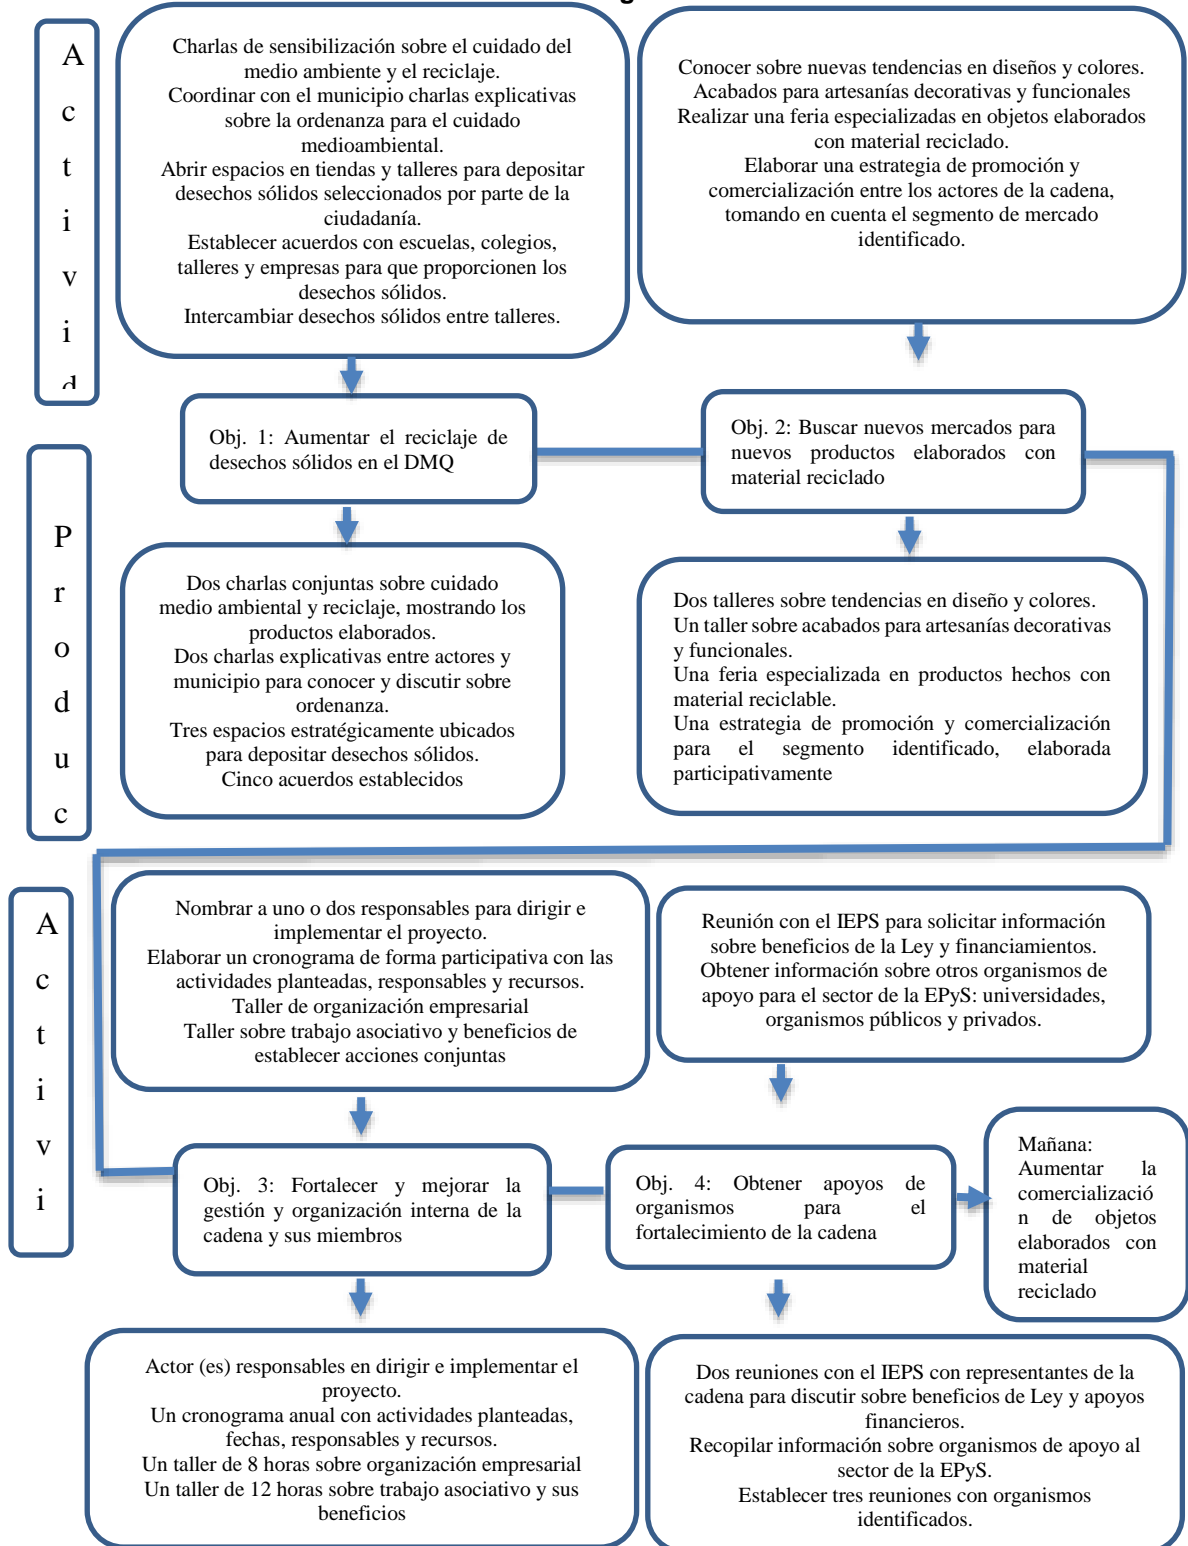 A
c
t
i
v
i
Charlas de sensibilización sobre el cuidado del
medio ambiente y el reciclaje.
Coordinar con el municipio charlas explicativas
sobre la ordenanza para el cuidado
medioambiental.
Abrir espacios en tiendas y talleres para depositar
desechos sólidos seleccionados por parte de la
ciudadanía.
Establecer acuerdos con escuelas, colegios,
talleres y empresas para que proporcionen los
desechos sólidos.
Intercambiar desechos sólidos entre talleres.
Conocer sobre nuevas tendencias en diseños y colores.
Acabados para artesanías decorativas y funcionales
Realizar una feria especializadas en objetos elaborados
con material reciclado.
Elaborar una estrategia de promoción y
comercialización entre los actores de la cadena,
tomando en cuenta el segmento de mercado
identificado.
Obj. 1: Aumentar el reciclaje de
desechos sólidos en el DMQ
Obj. 2: Buscar nuevos mercados para
nuevos productos elaborados con
material reciclado
P
r
o
d
u
c
Dos charlas conjuntas sobre cuidado
medio ambiental y reciclaje, mostrando los
productos elaborados.
Dos charlas explicativas entre actores y
municipio para conocer y discutir sobre
ordenanza.
Tres espacios estratégicamente ubicados
para depositar desechos sólidos.
Cinco acuerdos establecidos
Dos talleres sobre tendencias en diseño y colores.
Un taller sobre acabados para artesanías decorativas
y funcionales.
Una feria especializada en productos hechos con
material reciclable.
Una estrategia de promoción y comercialización
para el segmento identificado, elaborada
participativamente
A
c
t
i
v
i
Nombrar a uno o dos responsables para dirigir e
implementar el proyecto.
Elaborar un cronograma de forma participativa con las
actividades planteadas, responsables y recursos.
Taller de organización empresarial
Taller sobre trabajo asociativo y beneficios de
establecer acciones conjuntas
Reunión con el IEPS para solicitar información
sobre beneficios de la Ley y financiamientos.
Obtener información sobre otros organismos de
apoyo para el sector de la EPyS: universidades,
organismos públicos y privados.
Obj. 3: Fortalecer y mejorar la
gestión y organización interna de la
cadena y sus miembros
Obj. 4: Obtener apoyos de
organismos para el
fortalecimiento de la cadena
Mañana:
Aumentar la
comercializació
n de objetos
elaborados con
material
reciclado
Actor (es) responsables en dirigir e implementar el
proyecto.
Un cronograma anual con actividades planteadas,
fechas, responsables y recursos.
Un taller de 8 horas sobre organización empresarial
Un taller de 12 horas sobre trabajo asociativo y sus
beneficios
Dos reuniones con el IEPS con representantes de la
cadena para discutir sobre beneficios de Ley y apoyos
financieros.
Recopilar información sobre organismos de apoyo al
sector de la EPyS.
Establecer tres reuniones con organismos
identificados.